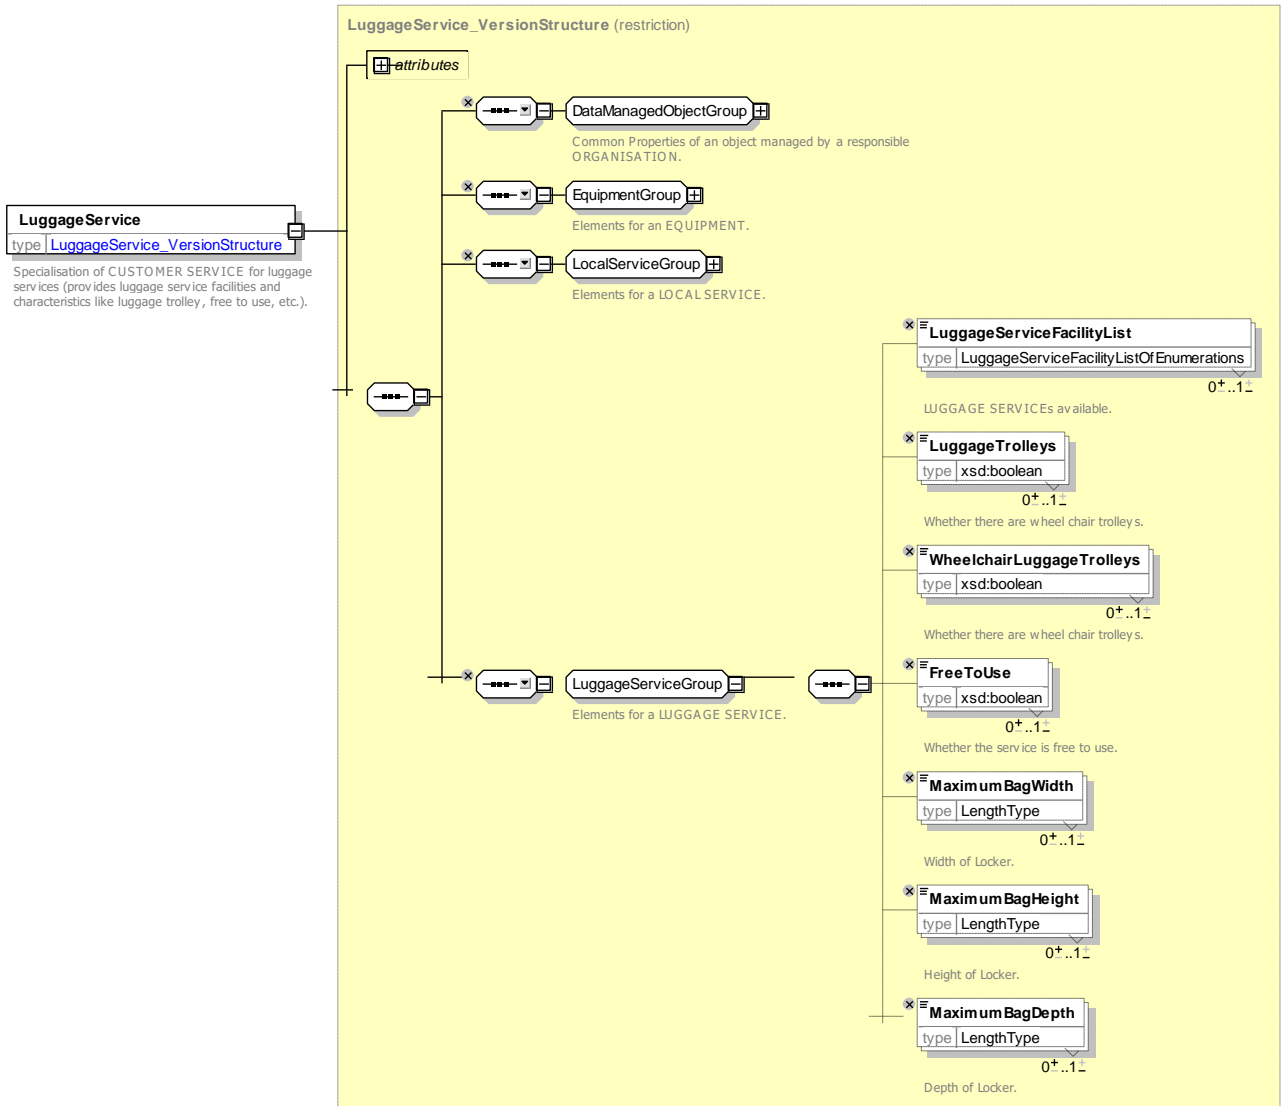 LuggageService_VersionStructure (restriction)
attributes
DataManagedObjectGroup
Common Properties of an object managed by a responsible
ORGANISATION.
EquipmentGroup
Elements for an EQUIPMENT.
LuggageService
type LuggageService_VersionStructure
Specialisation of CUSTOMER SERVICE for luggage
services (provides luggage service facilities and
characteristics like luggage trolley, free to use, etc.).
LocalServiceGroup
Elements for a LOCAL SERVICE.
LuggageServiceFacilityList
type LuggageServiceFacilityListOfEnumerations
0..1
LUGGAGE SERVICEs available.
LuggageTrolleys
type xsd:boolean
0..1
Whether there are wheel chair trolleys.
WheelchairLuggageTrolleys
type xsd:boolean
0..1
Whether there are wheel chair trolleys.
LuggageServiceGroup
Elements for a LUGGAGE SERVICE.
FreeToUse
type xsd:boolean
0..1
Whether the service is free to use.
MaximumBagWidth
type LengthType
0..1
Width of Locker.
MaximumBagHeight
type LengthType
0..1
Height of Locker.
MaximumBagDepth
type LengthType
0..1
Depth of Locker.